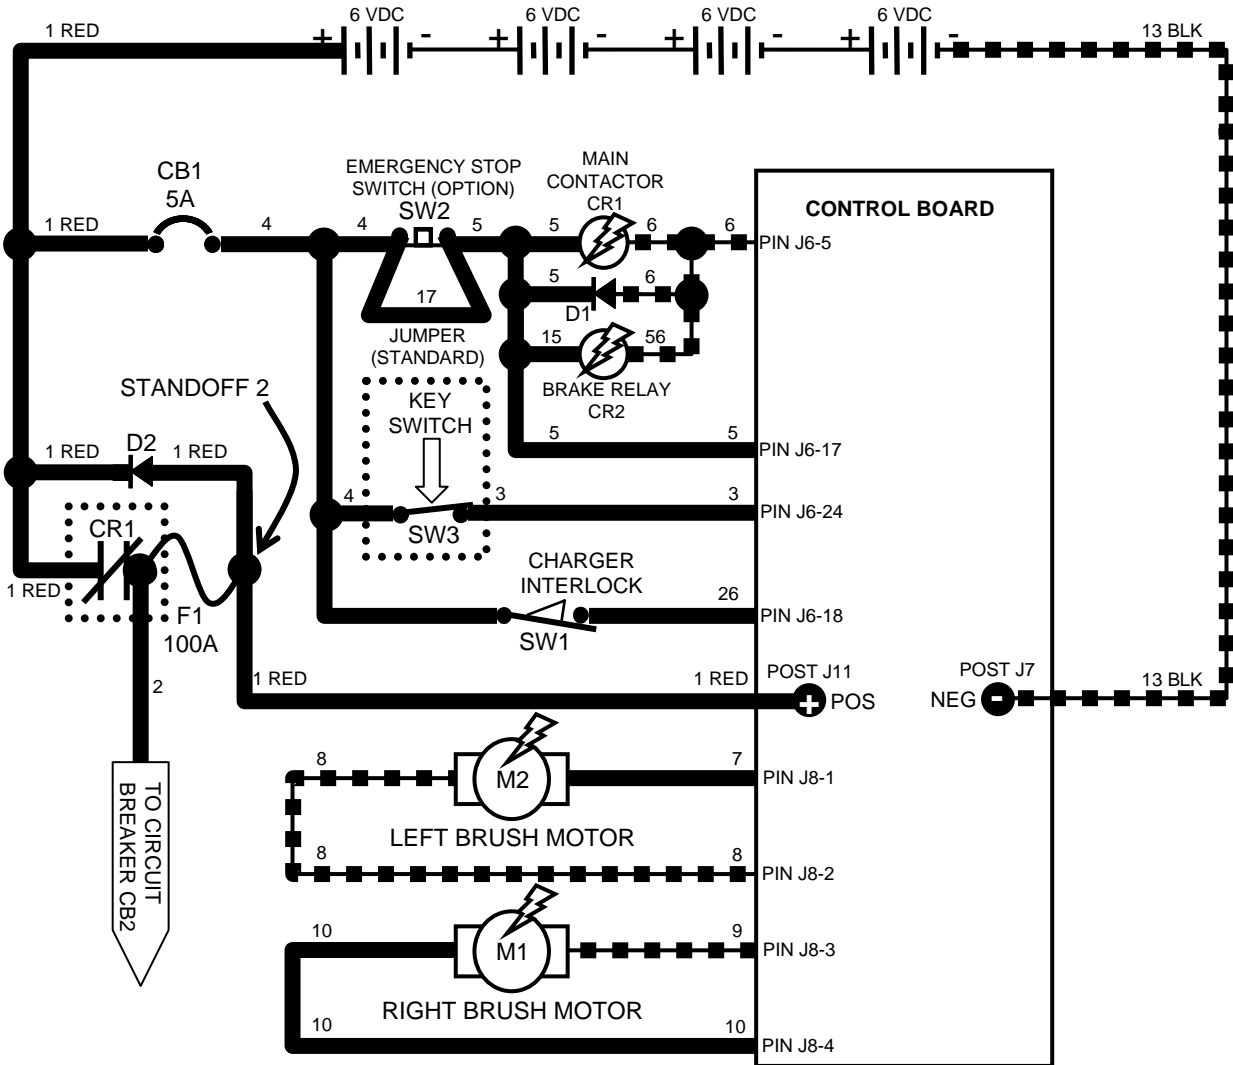 6 VDC 6 VDC 6 VDC 6 VDC
1 RED + - + - + - + - 13 BLK
CB1
5A
EMERGENCY STOP
SWITCH (OPTION)
SW2
MAIN
CONTACTOR
CR1
CONTROL BOARD
1 RED 4 4 5 5 6 6 PIN J6-5
5 6
D1
17
JUMPER
(STANDARD)
15 56
BRAKE RELAY
CR2
STANDOFF 2
KEY
SWITCH
5 5 PIN J6-17
1 RED D2 1 RED
4 3 3 PIN J6-24
SW3
CR1
1 RED
F1
100A
CHARGER
INTERLOCK
26 PIN J6-18
SW1
2
1 RED 1 RED POST J11
+ POS
POST J7
NEG -
13 BLK
8 M2 7 PIN J8-1
LEFT BRUSH MOTOR
8 8 PIN J8-2
TO CIRCUIT
BREAKER CB2
10 M1 9 PIN J8-3
RIGHT BRUSH MOTOR
10 10 PIN J8-4